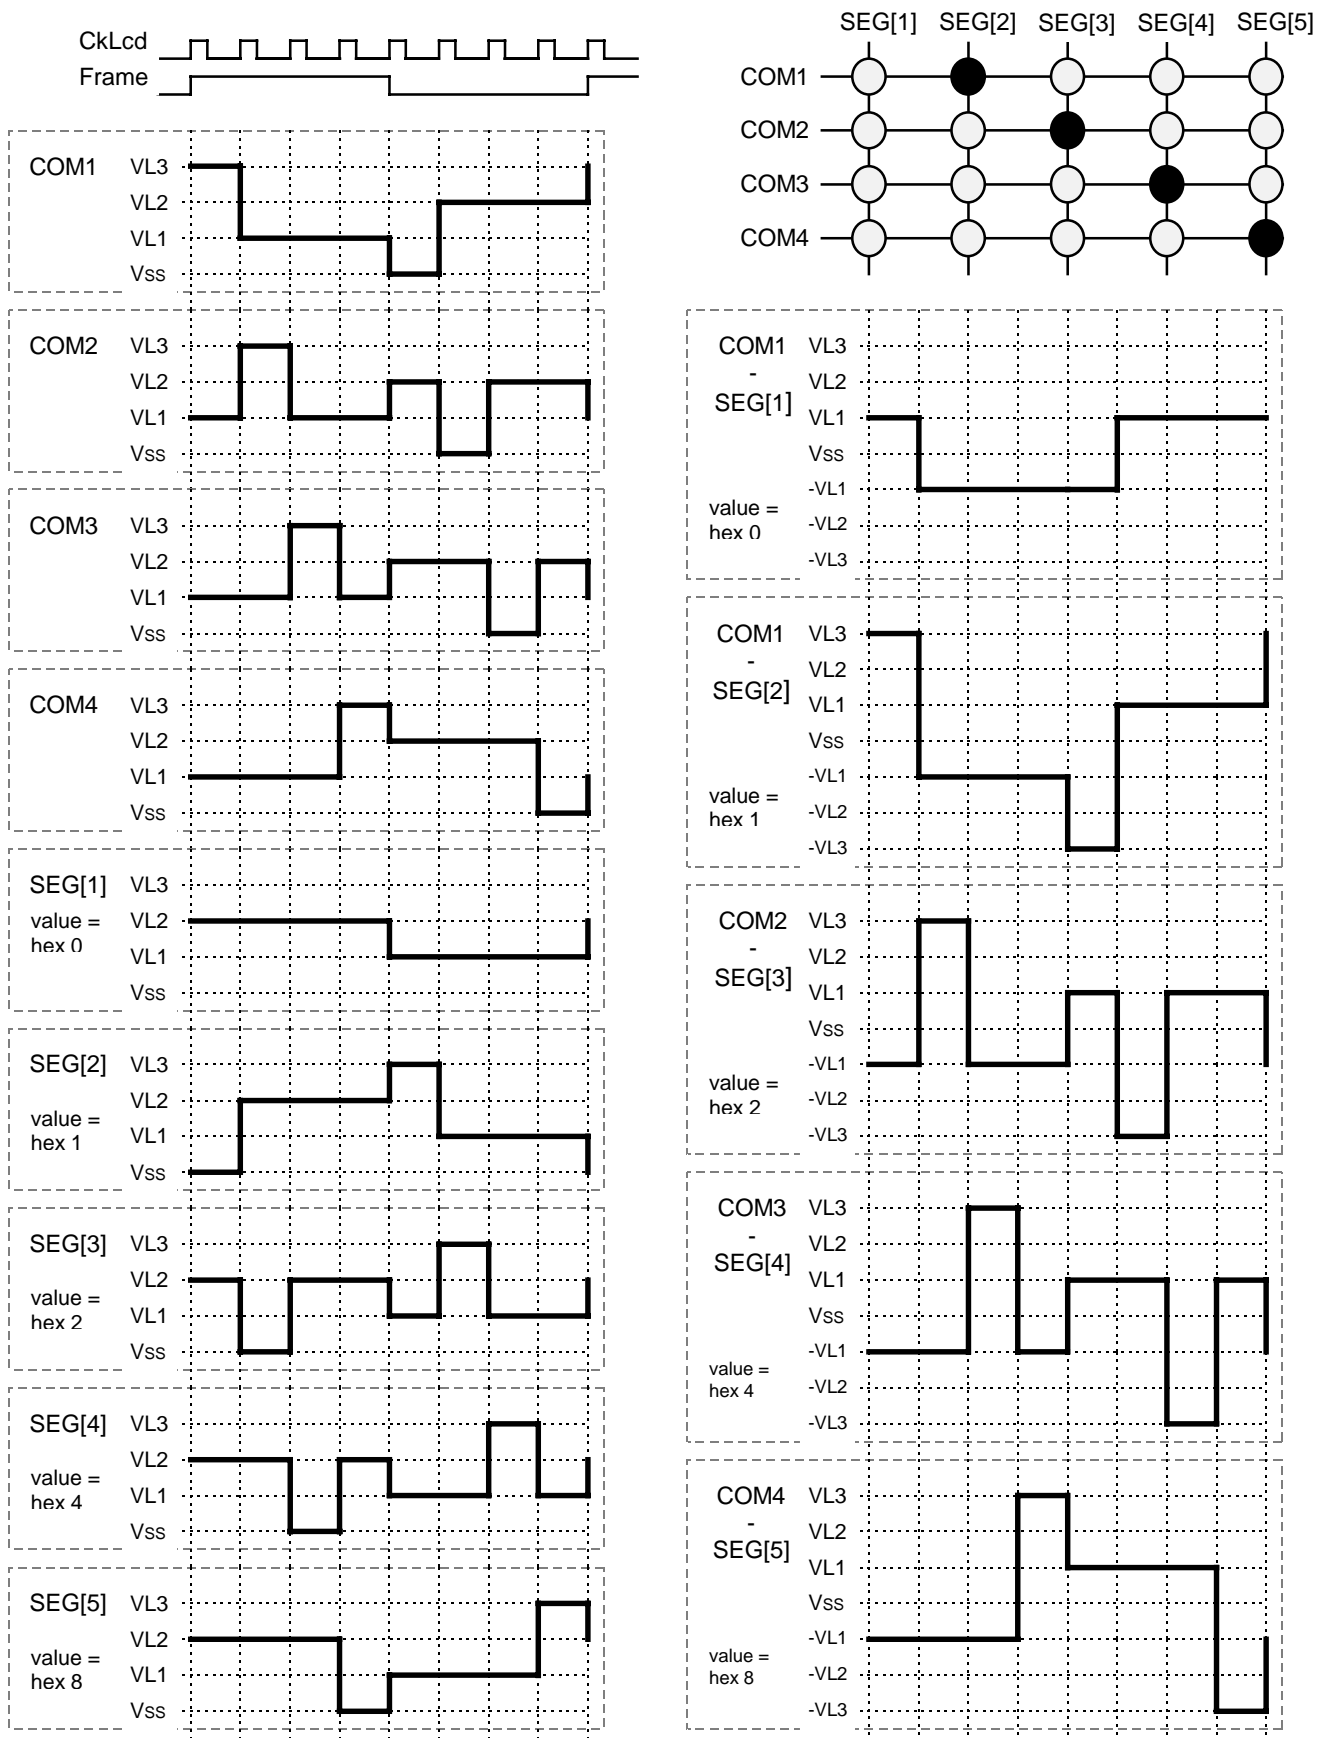 CkLcd
Frame
COM1
VL3
VL2
VL1
Vss
COM2
VL3
VL2
VL1
Vss
COM3
VL3
VL2
VL1
Vss
COM4
VL3
VL2
VL1
Vss
SEG[1]
value =
hex 0
VL3
VL2
VL1
Vss
SEG[2]
value =
hex 1
VL3
VL2
VL1
Vss
SEG[3]
value =
hex 2
VL3
VL2
VL1
Vss
SEG[4]
value =
hex 4
VL3
VL2
VL1
Vss
SEG[5]
value =
hex 8
VL3
VL2
VL1
Vss
SEG[1] SEG[2] SEG[3] SEG[4] SEG[5]
COM1
COM2
COM3
COM4
COM1
-
SEG[1]
value =
hex 0
VL3
VL2
VL1
Vss
-VL1
-VL2
-VL3
COM1
-
SEG[2]
value =
hex 1
VL3
VL2
VL1
Vss
-VL1
-VL2
-VL3
COM2
-
SEG[3]
value =
hex 2
VL3
VL2
VL1
Vss
-VL1
-VL2
-VL3
COM3
-
SEG[4]
value =
hex 4
VL3
VL2
VL1
Vss
-VL1
-VL2
-VL3
COM4
-
SEG[5]
value =
hex 8
VL3
VL2
VL1
Vss
-VL1
-VL2
-VL3